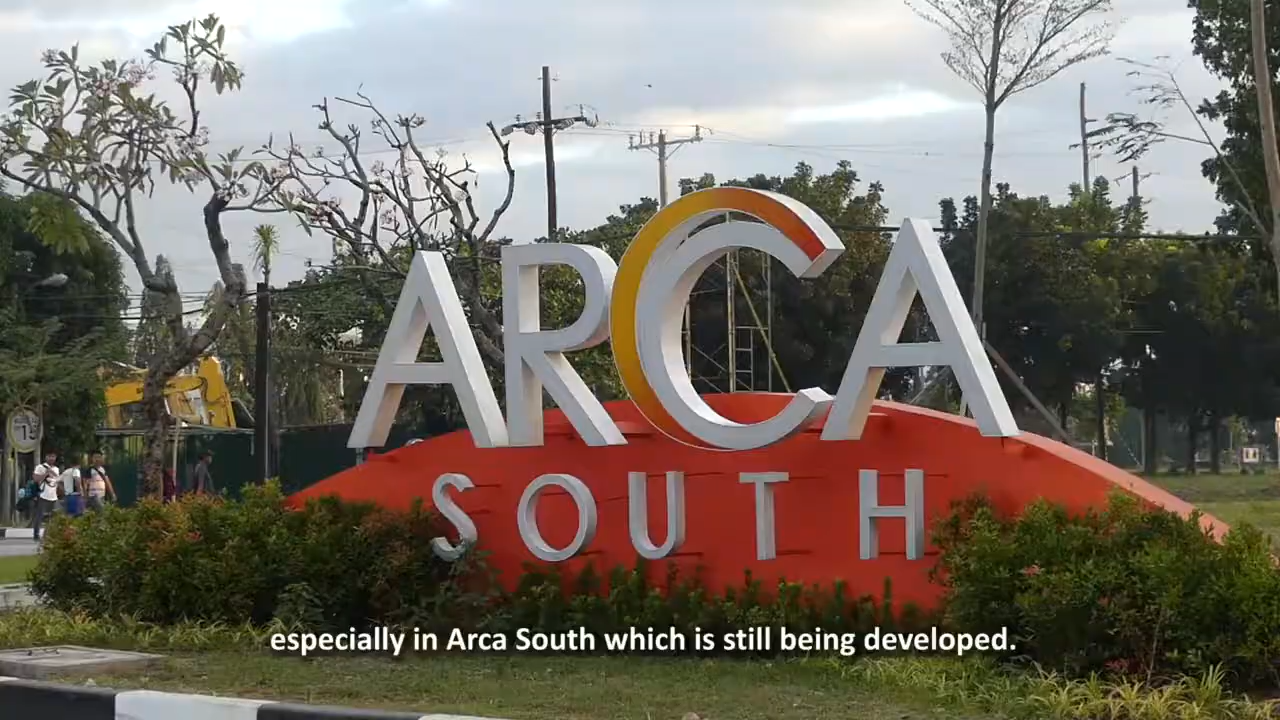 ARCA
SOUTH
especially in Arca South which is still being developed.